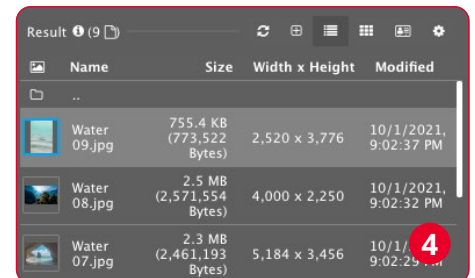 Result (9)
Name Size Width x Height Modified
..
Water 09.jpg 755.4 KB (773,522 Bytes) 2,520 x 3,776 10/1/2021, 9:02:37 PM
Water 08.jpg 2.5 MB (2,571,554 Bytes) 4,000 x 2,250 10/1/2021, 9:02:32 PM
Water 07.jpg 2.3 MB (2,461,193 Bytes) 5,184 x 3,456 9:02:29
4